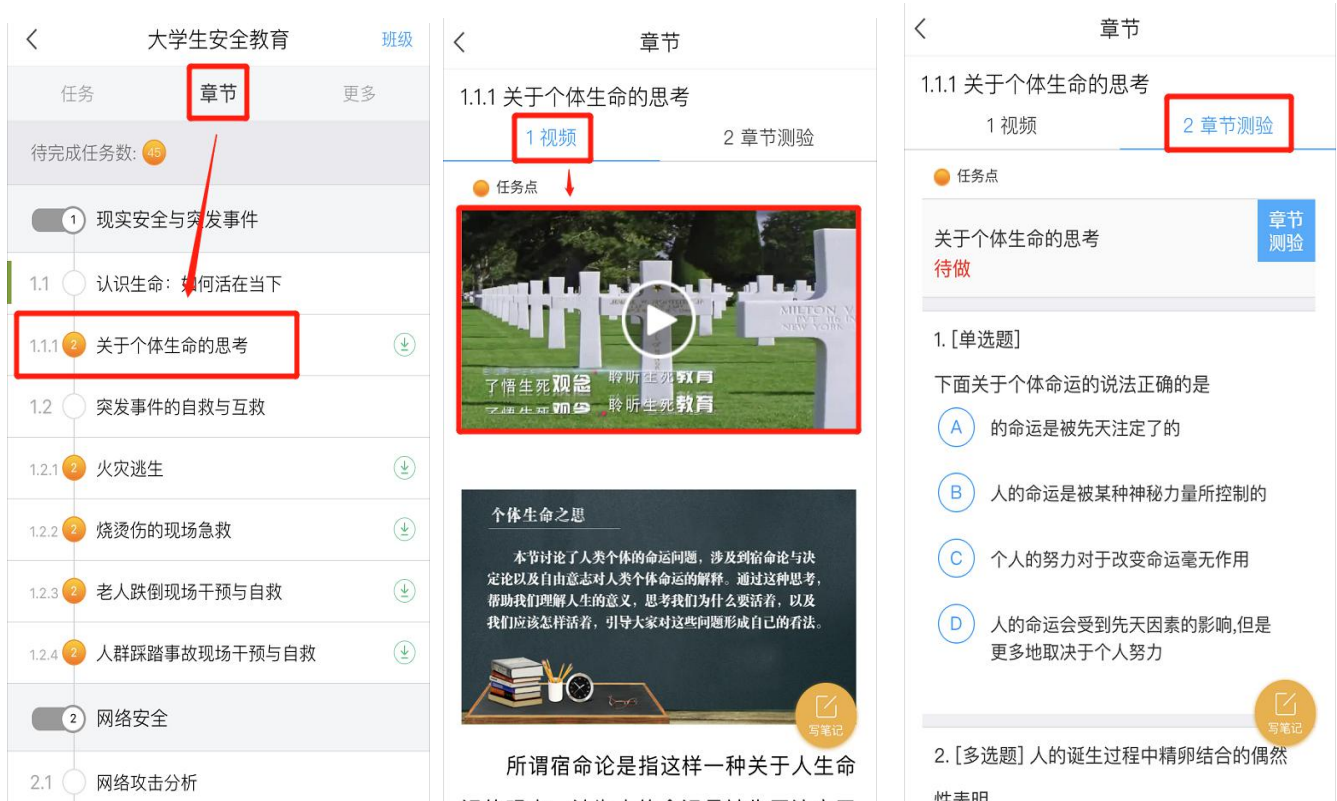 大学生安全教育
班级
任务
章节
更多
待完成任务数: 45
1 现实安全与突发事件
1.1 认识生命：如何活在当下
1.1.1 2 关于个体生命的思考
1.2 突发事件的自救与互救
1.2.1 2 火灾逃生
1.2.2 2 烧烫伤的现场急救
1.2.3 2 老人跌倒现场干预与自救
1.2.4 2 人群踩踏事故现场干预与自救
2 网络安全
2.1 网络攻击分析
章节
1.1.1 关于个体生命的思考
1 视频
2 章节测验
任务点
MILTON
NEW YORK
了悟生死观念 聆听生死教育
了悟生死观念 聆听生死教育
个体生命之思
本节讨论了人类个体的命运问题，涉及到宿命论与决
定论以及自由意志对人类个体命运的解释。通过这种思考，
帮助我们理解人生的意义，思考我们为什么要活着，以及
我们应该怎样活着，引导大家对这些问题形成自己的看法。
写笔记
所谓宿命论是指这样一种关于人生命
章节
1.1.1 关于个体生命的思考
1 视频
2 章节测验
任务点
关于个体生命的思考
待做
章节
测验
1. [单选题]
下面关于个体命运的说法正确的是
A 的命运是被先天注定了的
B 人的命运是被某种神秘力量所控制的
C 个人的努力对于改变命运毫无作用
D 人的命运会受到先天因素的影响,但是
更多地取决于个人努力
写笔记
2. [多选题] 人的诞生过程中精卵结合的偶然
性表明